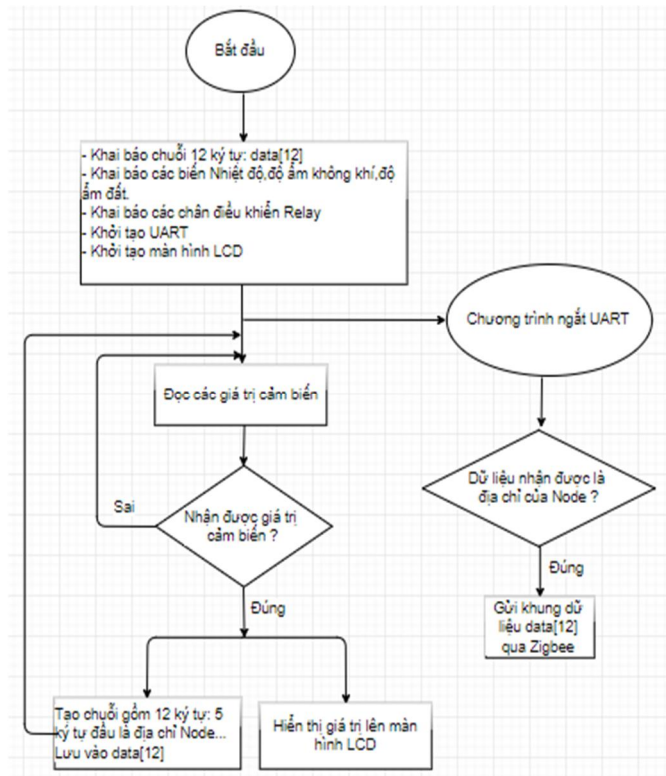 Bắt đầu
- Khai báo chuỗi 12 ký tự: data[12]
- Khai báo các biến Nhiệt độ,độ ẩm không khí,độ
ẩm đất.
- Khai báo các chân điều khiển Relay
- Khởi tạo UART
- Khởi tạo màn hình LCD
Chương trình ngắt UART
Đọc các giá trị cảm biến
Dữ liệu nhận được là
địa chỉ của Node ?
Sai
Nhận được giá trị
cảm biến ?
Đúng
Đúng
Gửi khung dữ
liệu data[12]
qua Zigbee
Tạo chuỗi gồm 12 ký tự: 5
ký tự đầu là địa chỉ Node...
Lưu vào data[12]
Hiển thị giá trị lên màn
hình LCD